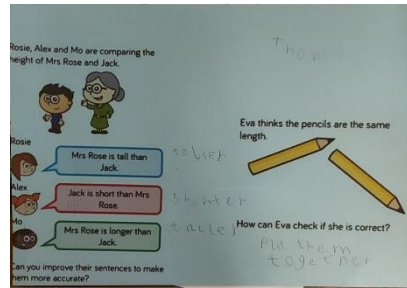 Rosie, Alex and Mo are comparing the
height of Mrs Rose and Jack.
Rosie
Mrs Rose is tall than
Jack.
taller
Alex
Jack is short than Mrs
Rose.
shorter
Mo
Mrs Rose is longer than
Jack.
taller
Can you improve their sentences to make
them more accurate?
Eva thinks the pencils are the same
length.
How can Eva check if she is correct?
Put them
together